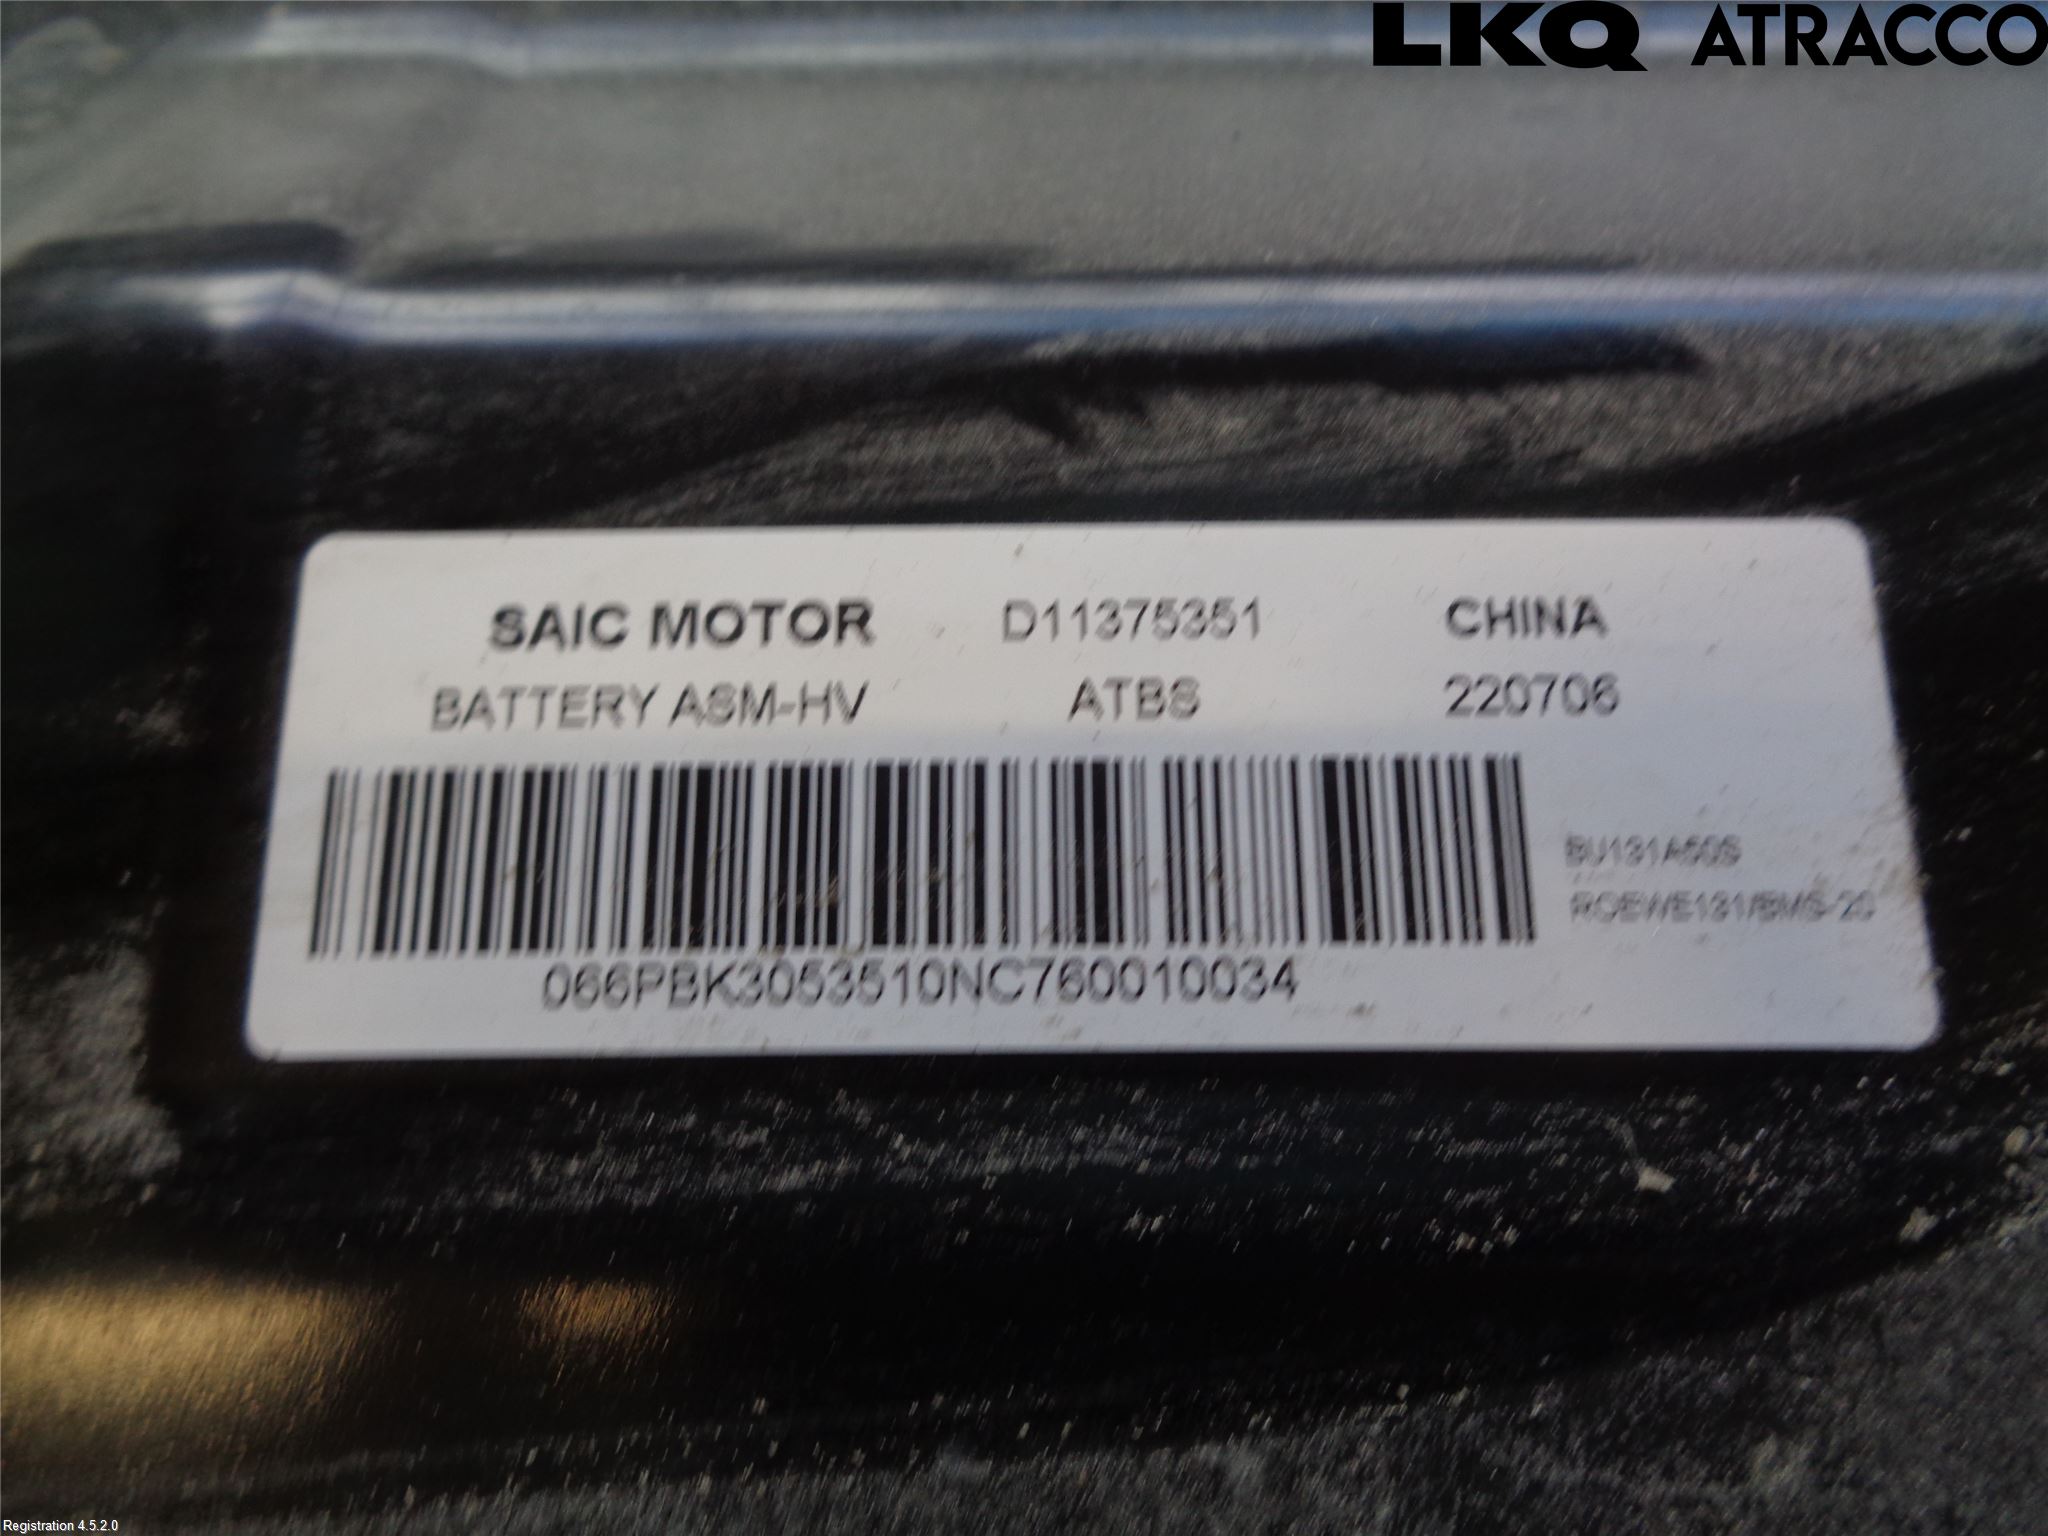 LKQ ATRACCO
SAIC MOTOR D11375351 CHINA
BATTERY ASM-HV ATBS 220706
BU131A50S
ROEWE131/BMS-20
066PBK3053510NC760010034
Registration 4.5.2.0